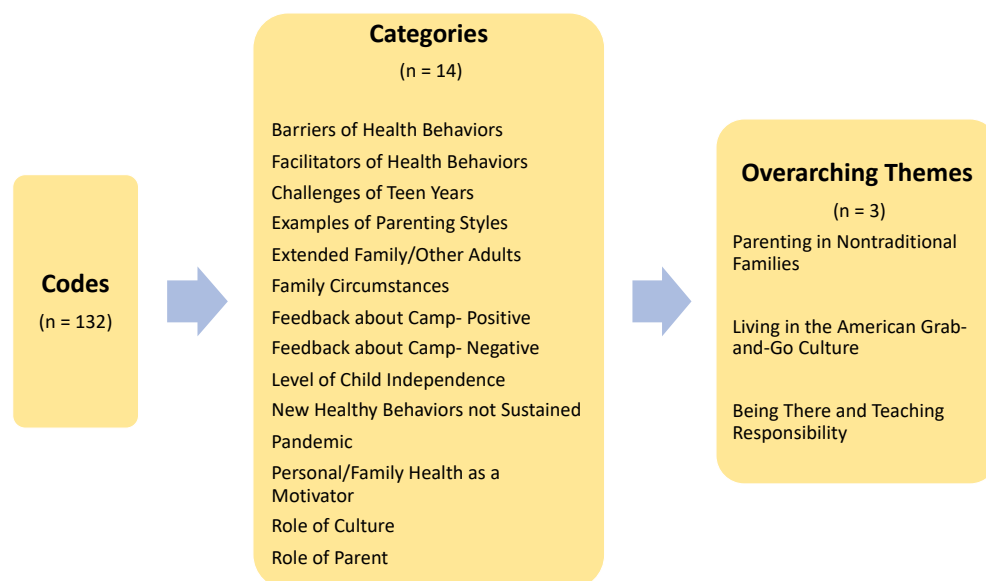 Codes
(n = 132)
Categories
(n = 14)
Barriers of Health Behaviors
Facilitators of Health Behaviors
Challenges of Teen Years
Examples of Parenting Styles
Extended Family/Other Adults
Family Circumstances
Feedback about Camp- Positive
Feedback about Camp- Negative
Level of Child Independence
New Healthy Behaviors not Sustained
Pandemic
Personal/Family Health as a
Motivator
Role of Culture
Role of Parent
Overarching Themes
(n = 3)
Parenting in Nontraditional
Families
Living in the American Grab-
and-Go Culture
Being There and Teaching
Responsibility